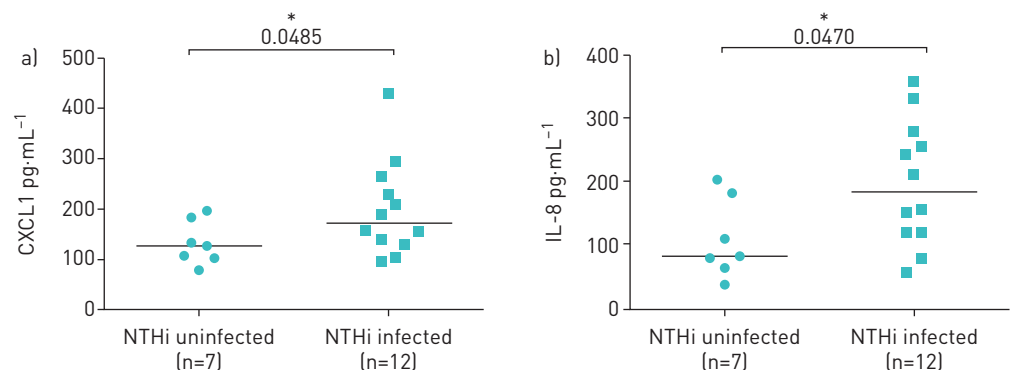 a)
*
0.0485
CXCL1 pg·mL⁻¹
500
400
300
200
100
0
NTHi uninfected
(n=7)
NTHi infected
(n=12)
b)
*
0.0470
IL-8 pg·mL⁻¹
400
300
200
100
0
NTHi uninfected
(n=7)
NTHi infected
(n=12)